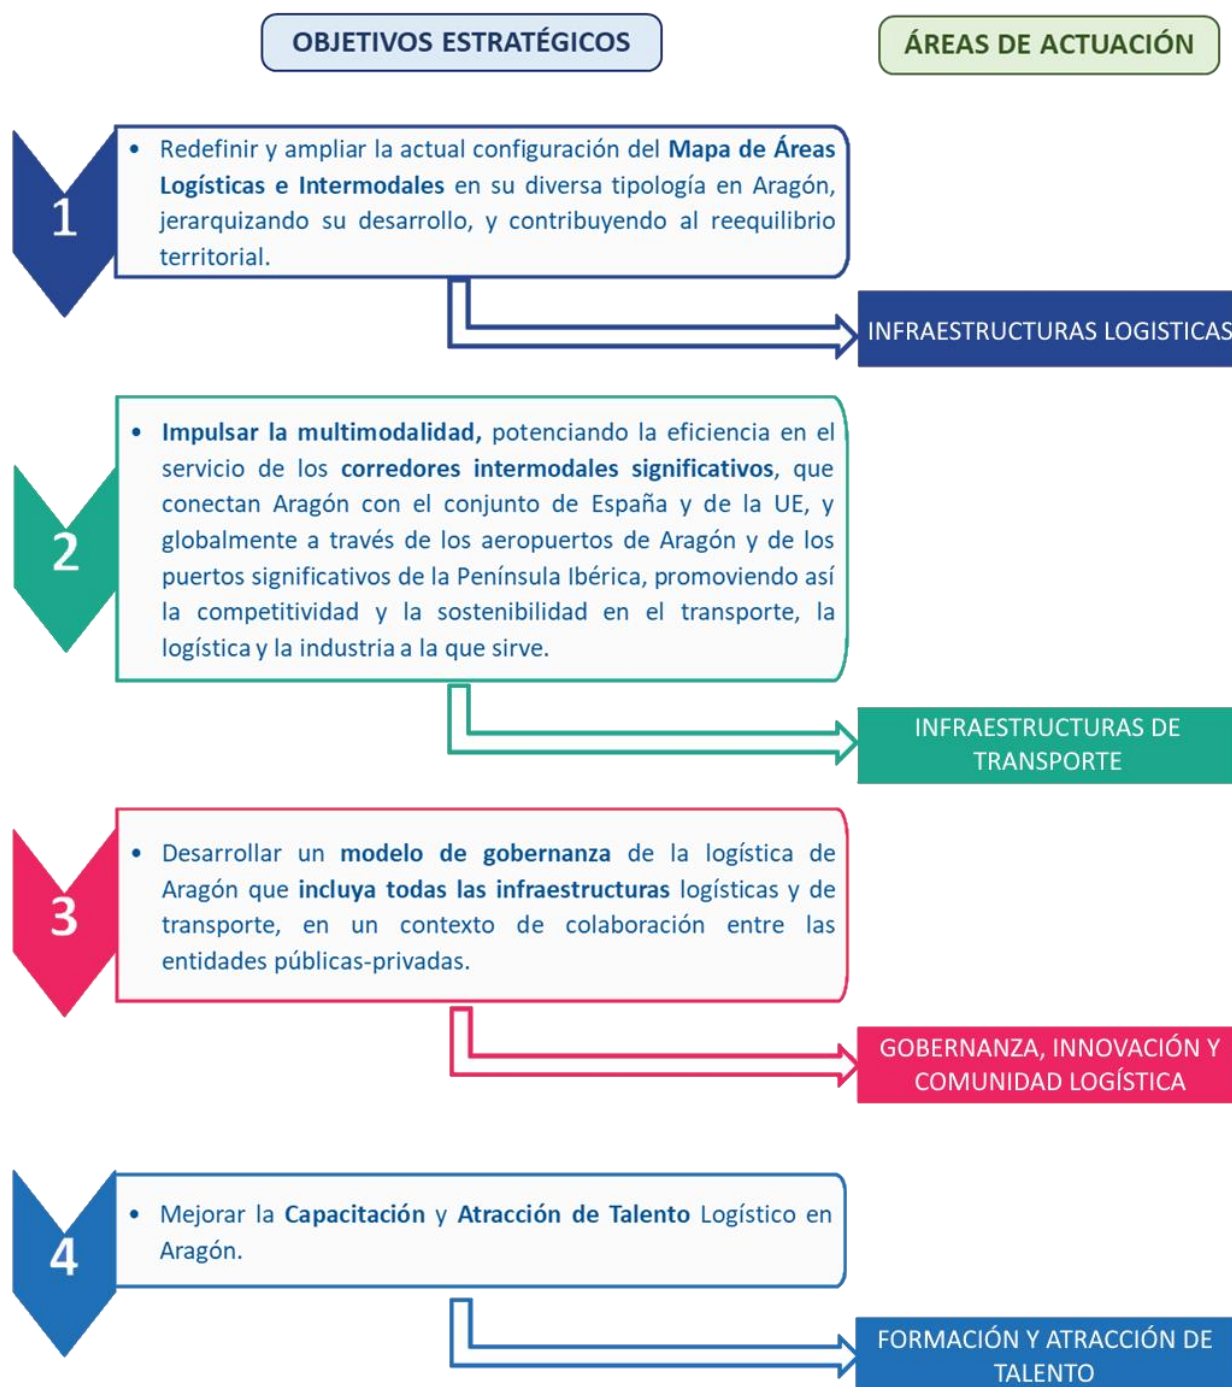 OBJETIVOS ESTRATÉGICOS
ÁREAS DE ACTUACIÓN
1
• Redefinir y ampliar la actual configuración del Mapa de Áreas
Logísticas e Intermodales en su diversa tipología en Aragón,
jerarquizando su desarrollo, y contribuyendo al reequilibrio
territorial.
INFRAESTRUCTURAS LOGISTICAS
2
• Impulsar la multimodalidad, potenciando la eficiencia en el
servicio de los corredores intermodales significativos, que
conectan Aragón con el conjunto de España y de la UE, y
globalmente a través de los aeropuertos de Aragón y de los
puertos significativos de la Península Ibérica, promoviendo así
la competitividad y la sostenibilidad en el transporte, la
logística y la industria a la que sirve.
INFRAESTRUCTURAS DE
TRANSPORTE
3
• Desarrollar un modelo de gobernanza de la logística de
Aragón que incluya todas las infraestructuras logísticas y de
transporte, en un contexto de colaboración entre las
entidades públicas-privadas.
GOBERNANZA, INNOVACIÓN Y
COMUNIDAD LOGÍSTICA
4
• Mejorar la Capacitación y Atracción de Talento Logístico en
Aragón.
FORMACIÓN Y ATRACCIÓN DE
TALENTO